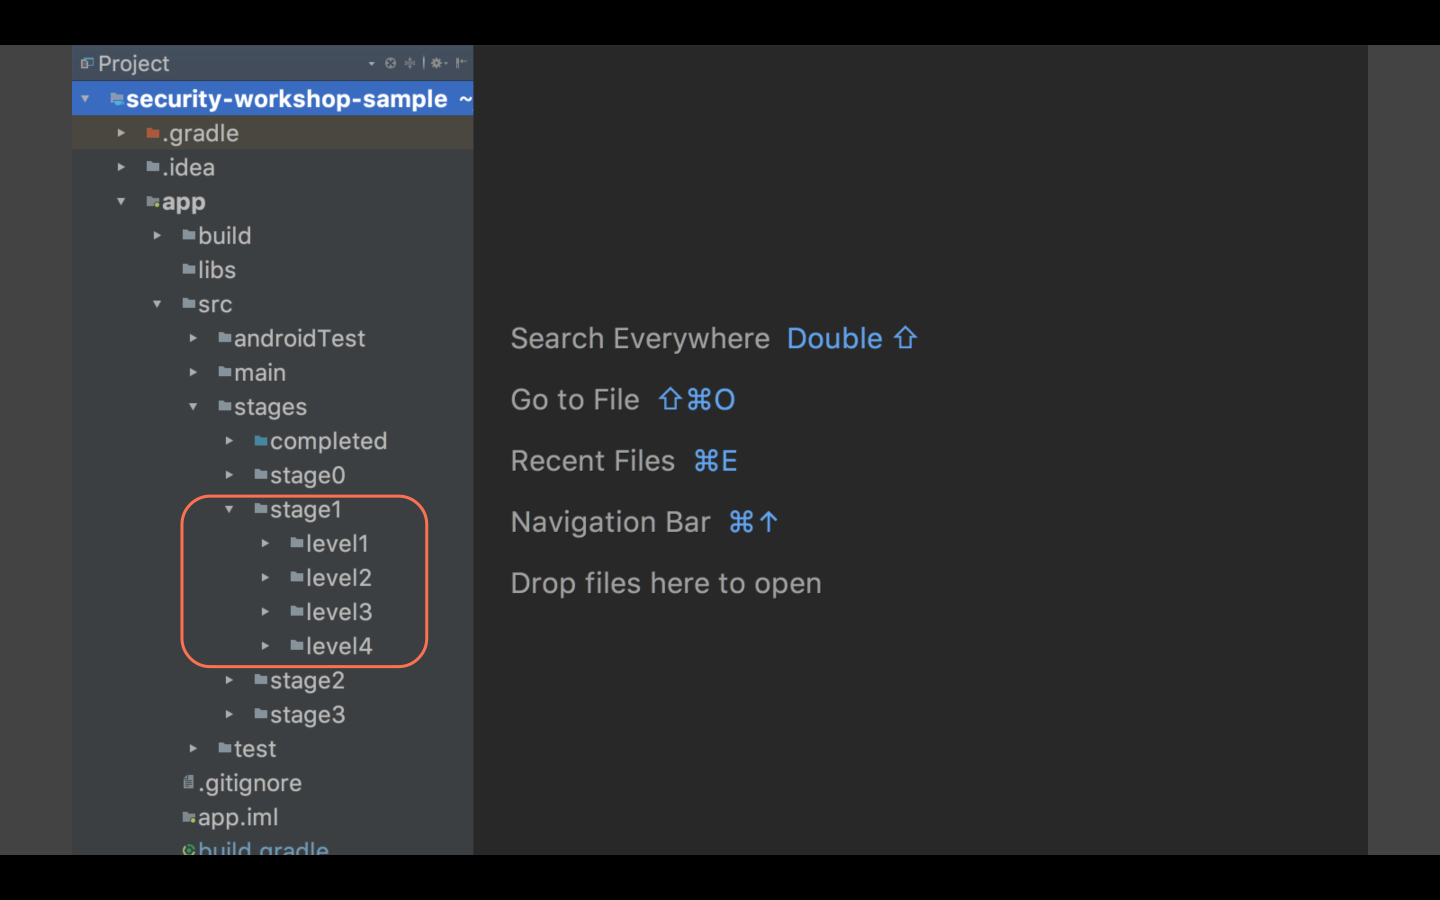 Project
security-workshop-sample ~
.gradle
.idea
app
build
libs
src
androidTest
main
stages
completed
stage0
stage1
level1
level2
level3
level4
stage2
stage3
test
.gitignore
app.iml
build.gradle
Search Everywhere Double ⇧
Go to File ⇧⌘O
Recent Files ⌘E
Navigation Bar ⌘↑
Drop files here to open